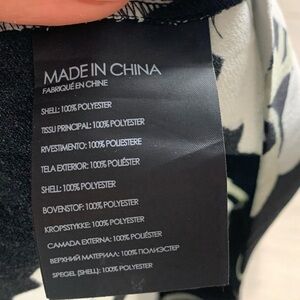 MADE IN CHINA
FABRIQUÉ EN CHINE
SHELL: 100% POLYESTER
TISSU PRINCIPAL: 100% POLYESTER
RIVESTIMENTO: 100% POLIESTERE
TELA EXTERIOR: 100% POLIÉSTER
SHELL: 100% POLYESTER
BOVENSTOF: 100% POLYESTER
KROPSSTYKKE: 100% POLYESTER
CAMADA EXTERNA: 100% POLIÉSTER
ВЕРХНИЙ МАТЕРИАЛ: 100% ПОЛИЭСТЕР
SPEGEL (SHELL): 100% POLYESTER